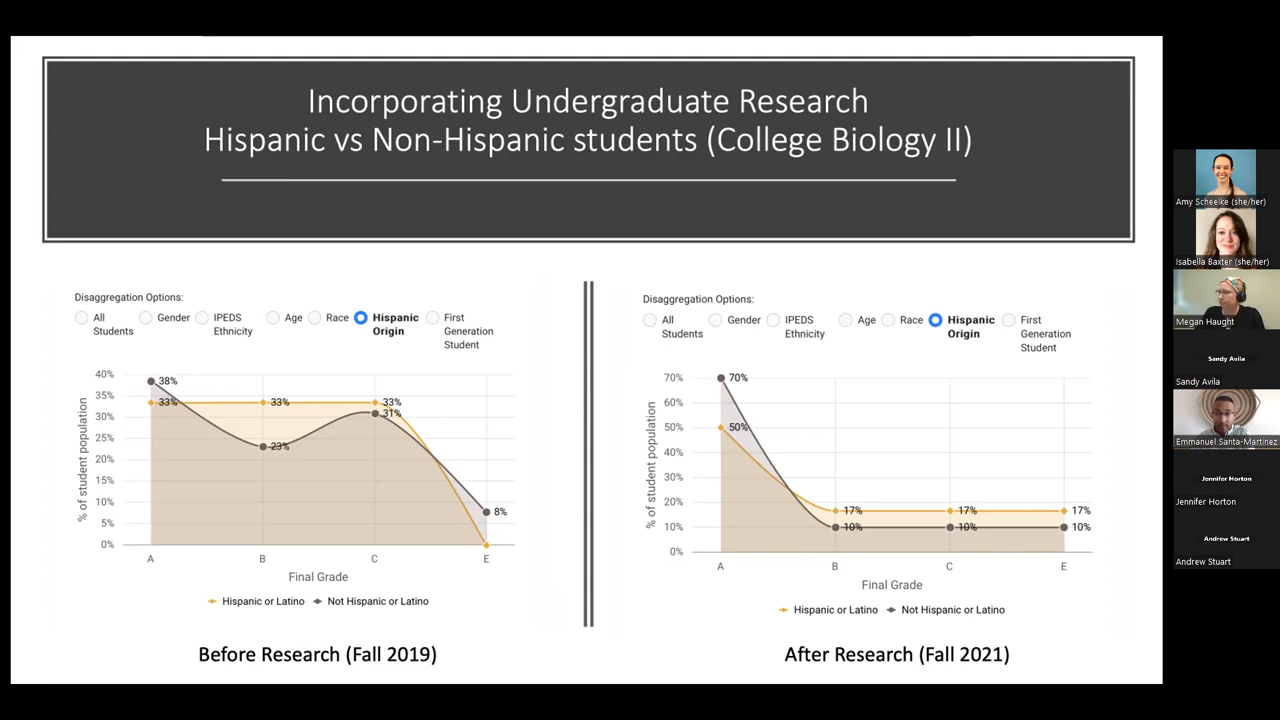 Incorporating Undergraduate Research
Hispanic vs Non-Hispanic students (College Biology II)
Disaggregation Options:
All Students
Gender
IPEDS Ethnicity
Age
Race
Hispanic Origin
First Generation Student
40%
35%
30%
25%
20%
15%
10%
5%
0%
% of student population
38%
33%
33%
23%
33%
31%
8%
A
B
C
E
Final Grade
Hispanic or Latino
Not Hispanic or Latino
Before Research (Fall 2019)
Disaggregation Options:
All Students
Gender
IPEDS Ethnicity
Age
Race
Hispanic Origin
First Generation Student
70%
60%
50%
40%
30%
20%
10%
0%
% of student population
70%
50%
17%
10%
17%
10%
17%
10%
A
B
C
E
Final Grade
Hispanic or Latino
Not Hispanic or Latino
After Research (Fall 2021)
Amy Scheelke (she/her)
Isabella Baxter (she/her)
Megan Haught
Sandy Avila
Sandy Avila
Emmanuel Santa-Martinez
Jennifer Horton
Jennifer Horton
Andrew Stuart
Andrew Stuart